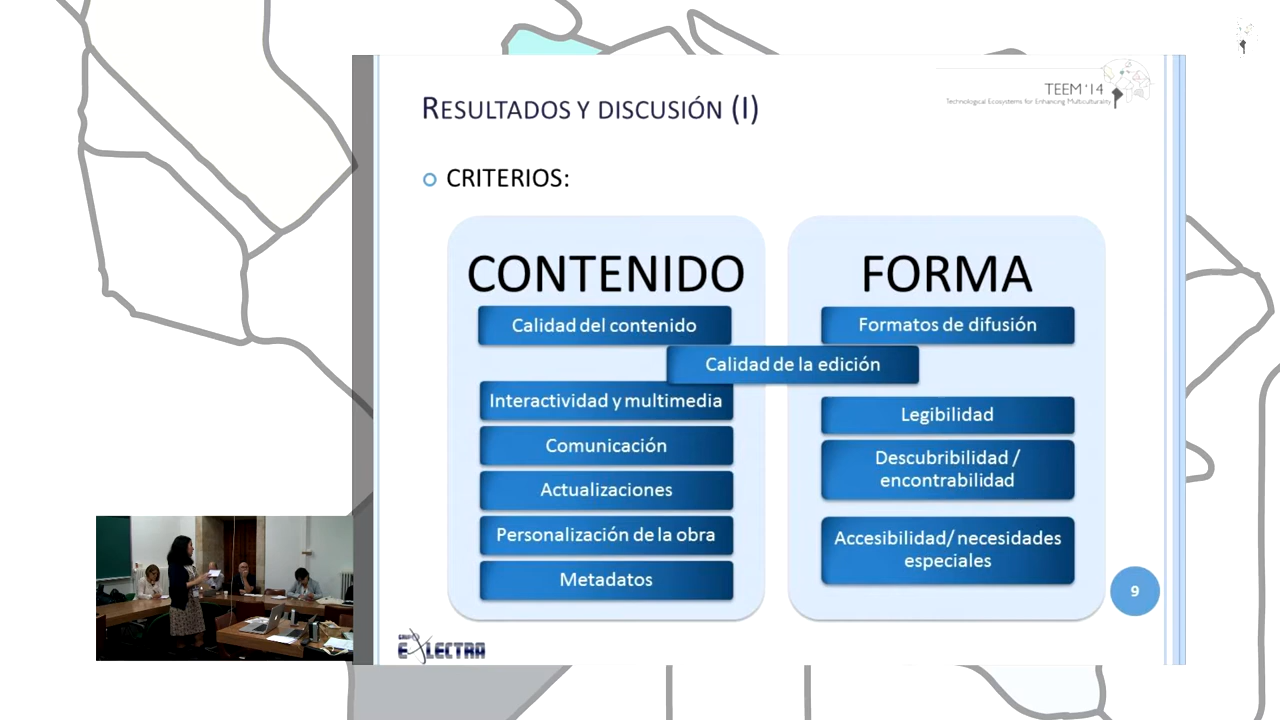 RESULTADOS Y DISCUSIÓN (I)
TEEM'14
Technological Ecosystems for Enhancing Multiculturality
CRITERIOS:
CONTENIDO
Calidad del contenido
Calidad de la edición
Interactividad y multimedia
Comunicación
Actualizaciones
Personalización de la obra
Metadatos
FORMA
Formatos de difusión
Legibilidad
Descubribilidad /
encontrabilidad
Accesibilidad/ necesidades
especiales
9
GRUPO
E LECTRA